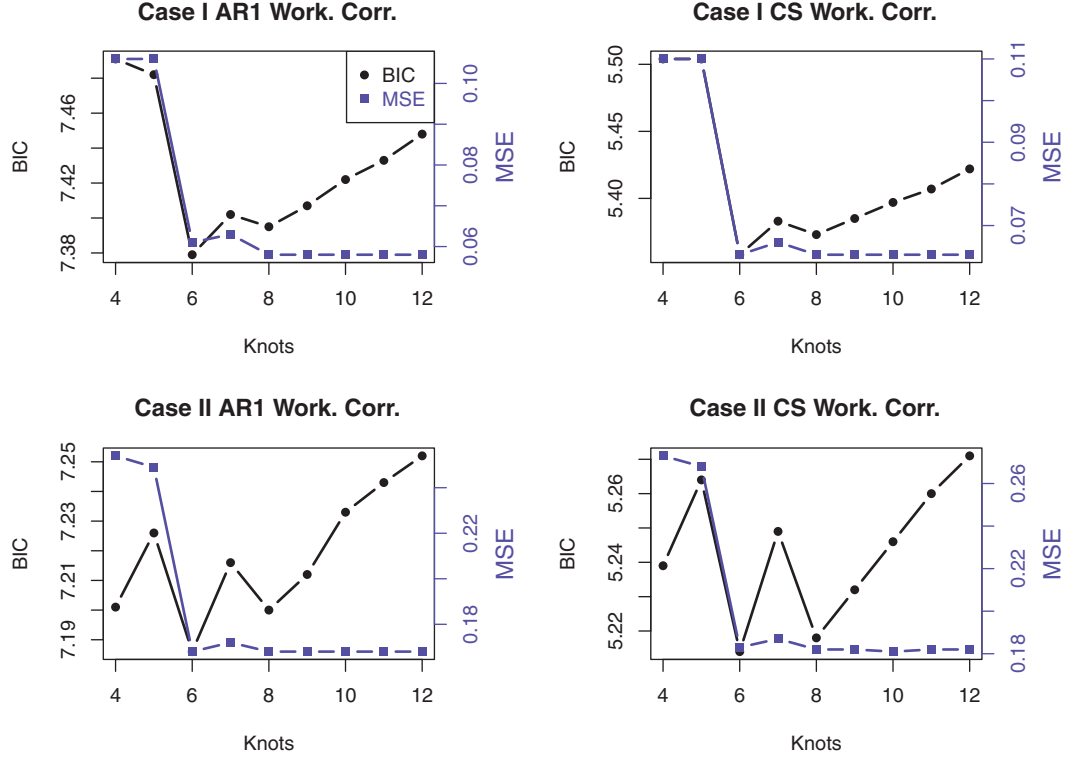 Case I AR1 Work. Corr.
BIC
7.38
7.42
7.46
4
6
8
10
12
Knots
0.06
0.08
0.10
MSE
BIC
MSE
Case I CS Work. Corr.
BIC
5.40
5.45
5.50
4
6
8
10
12
Knots
0.07
0.09
0.11
MSE
Case II AR1 Work. Corr.
BIC
7.19
7.21
7.23
7.25
4
6
8
10
12
Knots
0.18
0.22
MSE
Case II CS Work. Corr.
BIC
5.22
5.24
5.26
4
6
8
10
12
Knots
0.18
0.22
0.26
MSE